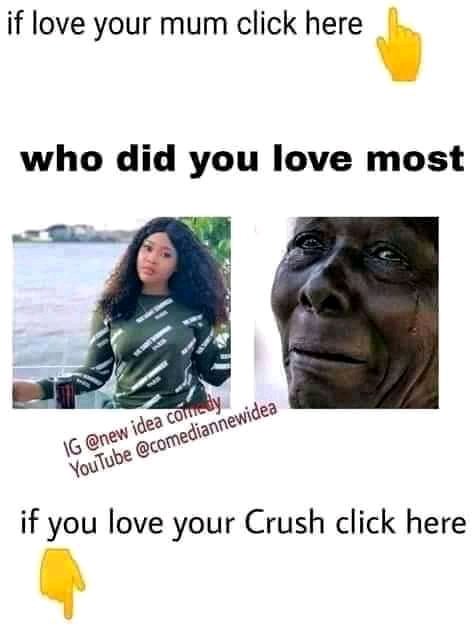 if love your mum click here
who did you love most
IG @new idea comedy
YouTube @comediannewidea
if you love your Crush click here